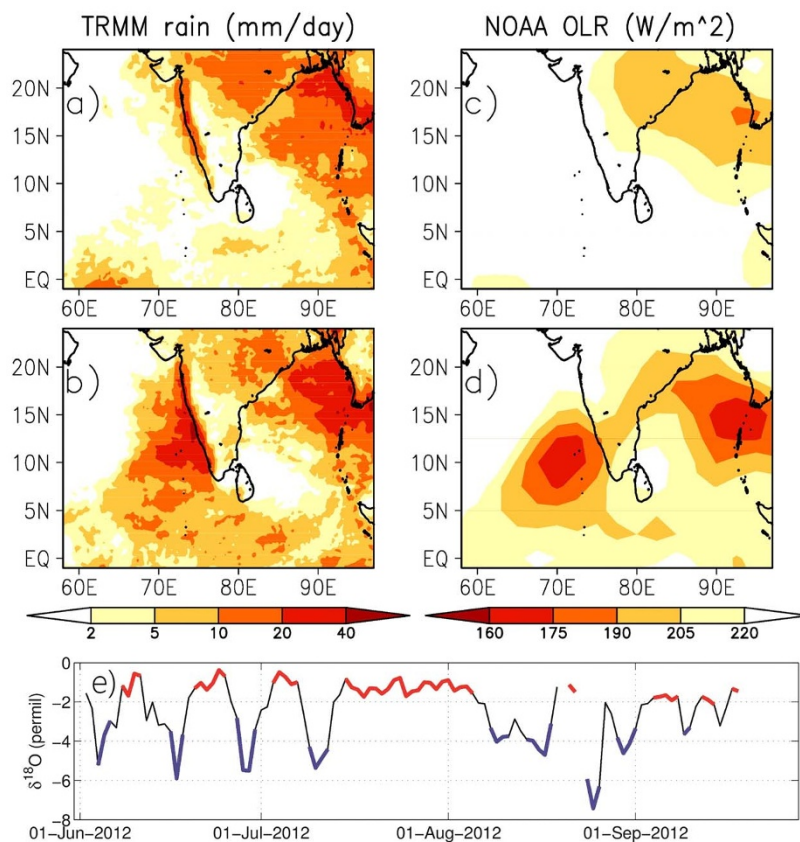 TRMM rain (mm/day) NOAA OLR (W/m^2)
a) c)
20N 20N
15N 15N
10N 10N
5N 5N
EQ EQ
60E 70E 80E 90E 60E 70E 80E 90E
b) d)
20N 20N
15N 15N
10N 10N
5N 5N
EQ EQ
60E 70E 80E 90E 60E 70E 80E 90E
2 5 10 20 40 160 175 190 205 220
e)
0
−2
−4
−6
−8
δ¹⁸O (permil)
01-Jun-2012 01-Jul-2012 01-Aug-2012 01-Sep-2012